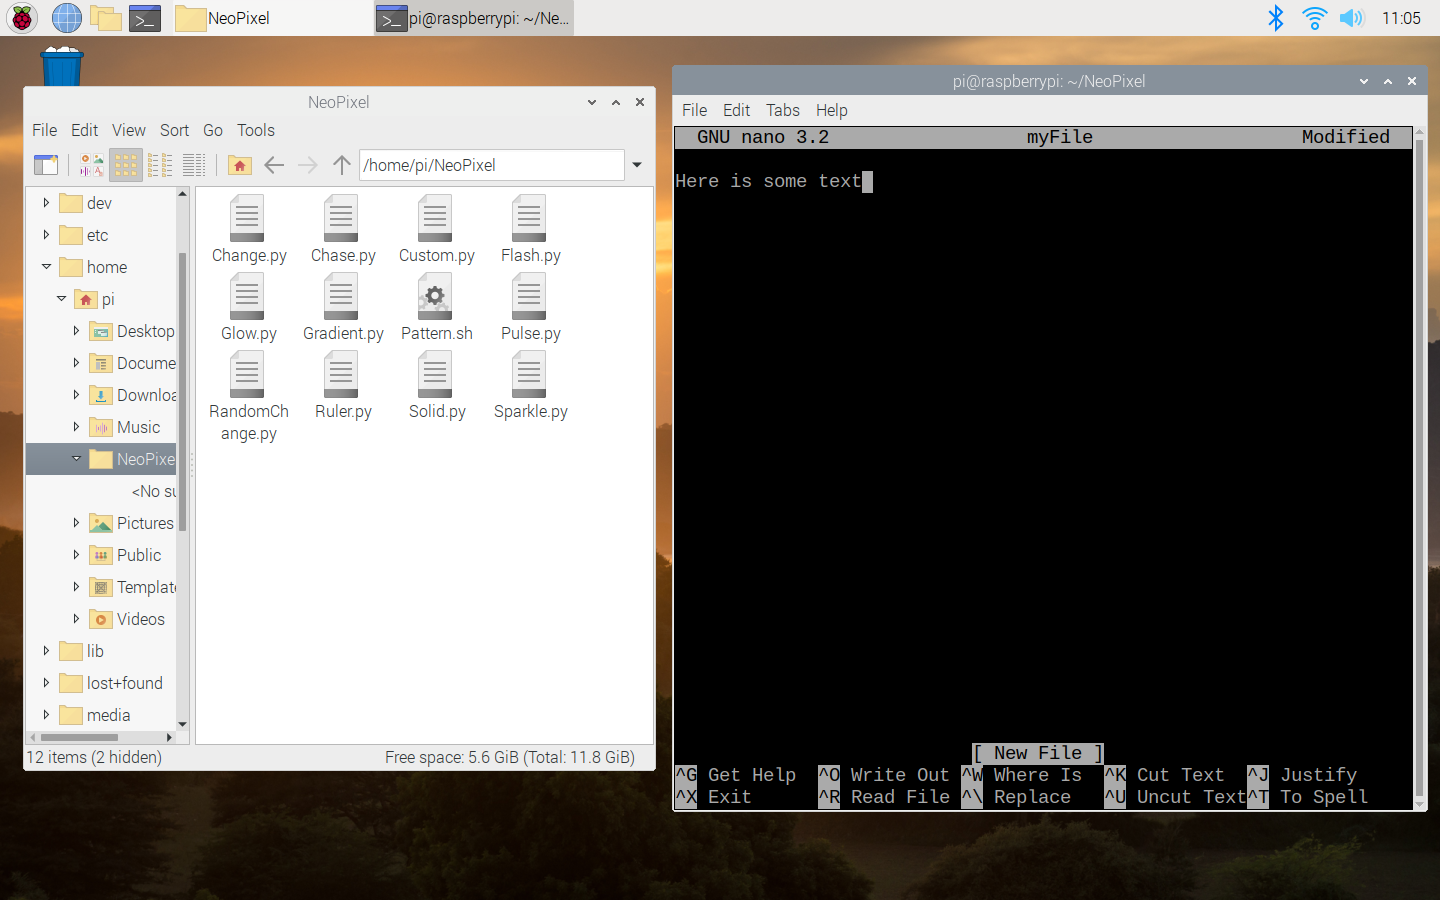 NeoPixel
pi@raspberrypi: ~/Ne...
11:05
NeoPixel
File Edit View Sort Go Tools
/home/pi/NeoPixel
dev
etc
home
pi
Desktop
Docume
Downloa
Music
NeoPixe
<No su
Pictures
Public
Template
Videos
lib
lost+found
media
Change.py Chase.py Custom.py Flash.py
Glow.py Gradient.py Pattern.sh Pulse.py
RandomCh
ange.py Ruler.py Solid.py Sparkle.py
12 items (2 hidden) Free space: 5.6 GiB (Total: 11.8 GiB)
pi@raspberrypi: ~/NeoPixel
File Edit Tabs Help
GNU nano 3.2 myFile Modified
Here is some text
[ New File ]
^G Get Help ^O Write Out ^W Where Is ^K Cut Text ^J Justify
^X Exit ^R Read File ^\ Replace ^U Uncut Text^T To Spell